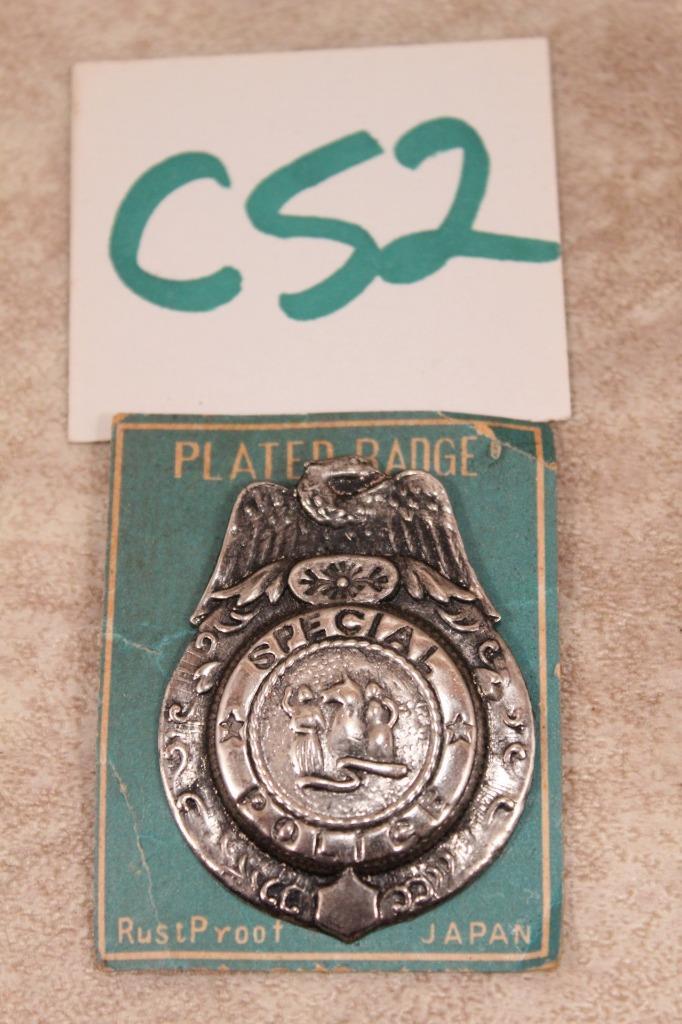 CS2
PLATED BADGE
SPECIAL
POLICE
RustProof JAPAN